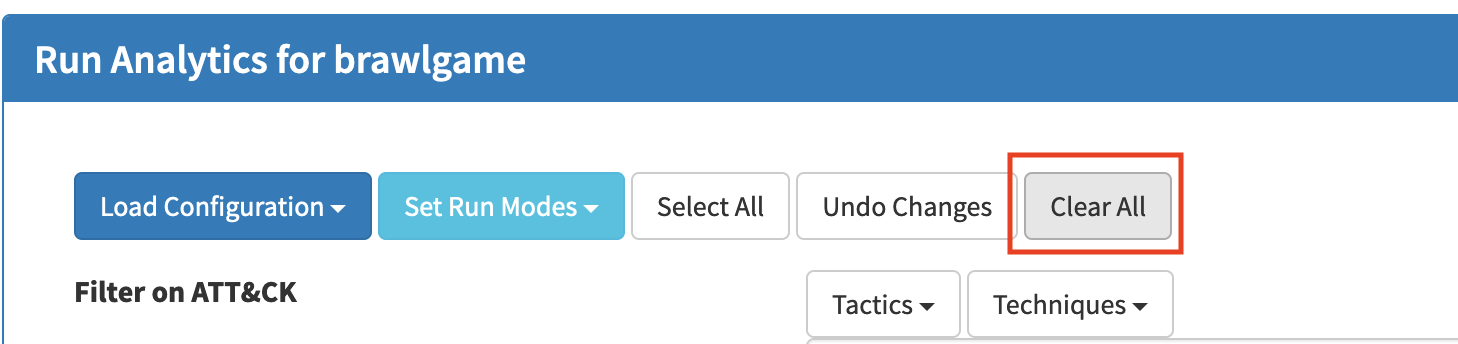 Run Analytics for brawlgame
Load Configuration Set Run Modes Select All Undo Changes Clear All
Filter on ATT&CK
Tactics Techniques